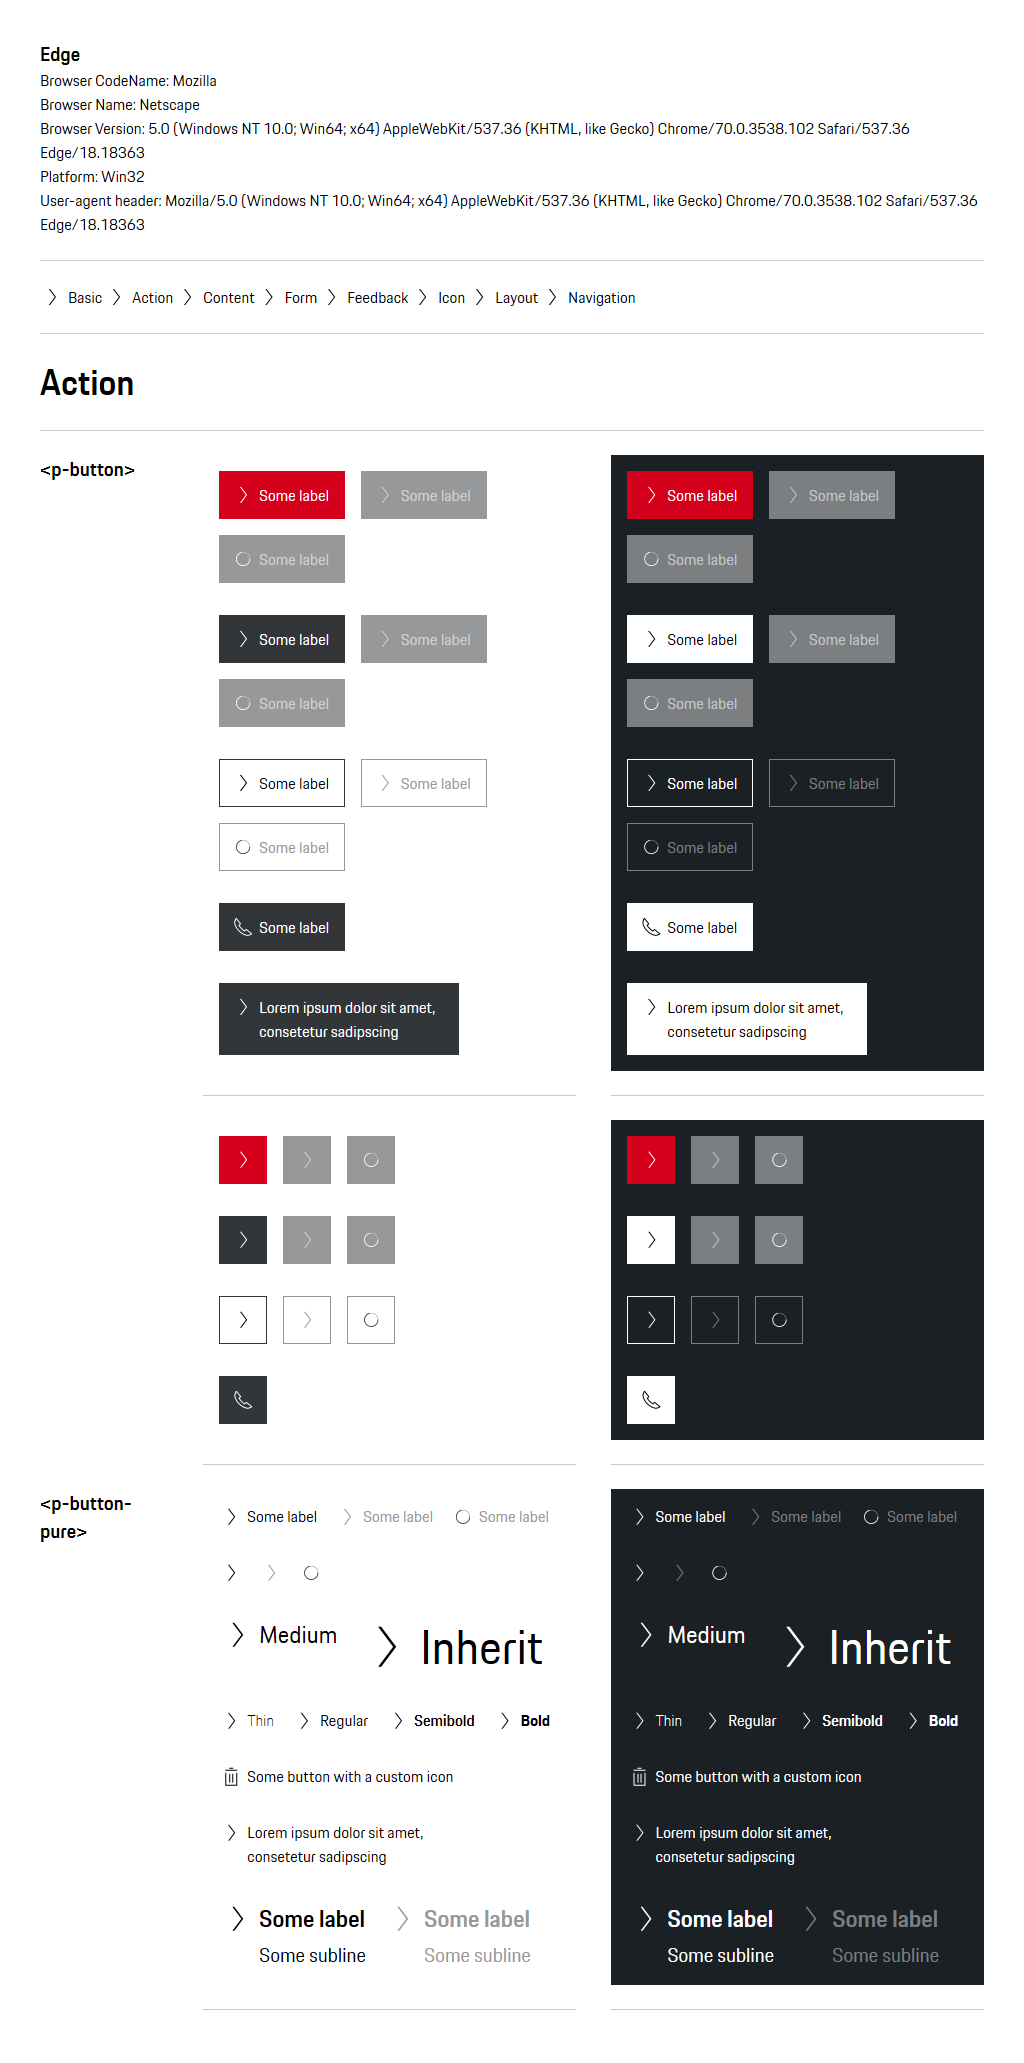 Edge
Browser CodeName: Mozilla
Browser Name: Netscape
Browser Version: 5.0 (Windows NT 10.0; Win64; x64) AppleWebKit/537.36 (KHTML, like Gecko) Chrome/70.0.3538.102 Safari/537.36
Edge/18.18363
Platform: Win32
User-agent header: Mozilla/5.0 (Windows NT 10.0; Win64; x64) AppleWebKit/537.36 (KHTML, like Gecko) Chrome/70.0.3538.102 Safari/537.36
Edge/18.18363
Basic Action Content Form Feedback Icon Layout Navigation
Action
<p-button>
Some label Some label
Some label
Some label Some label
Some label
Some label Some label
Some label
Some label
Lorem ipsum dolor sit amet,
consetetur sadipscing
Some label Some label
Some label
Some label Some label
Some label
Some label Some label
Some label
Some label
Lorem ipsum dolor sit amet,
consetetur sadipscing
<p-button-
pure>
Some label Some label Some label
Medium Inherit
Thin Regular Semibold Bold
Some button with a custom icon
Lorem ipsum dolor sit amet,
consetetur sadipscing
Some label Some label
Some subline Some subline
Some label Some label Some label
Medium Inherit
Thin Regular Semibold Bold
Some button with a custom icon
Lorem ipsum dolor sit amet,
consetetur sadipscing
Some label Some label
Some subline Some subline